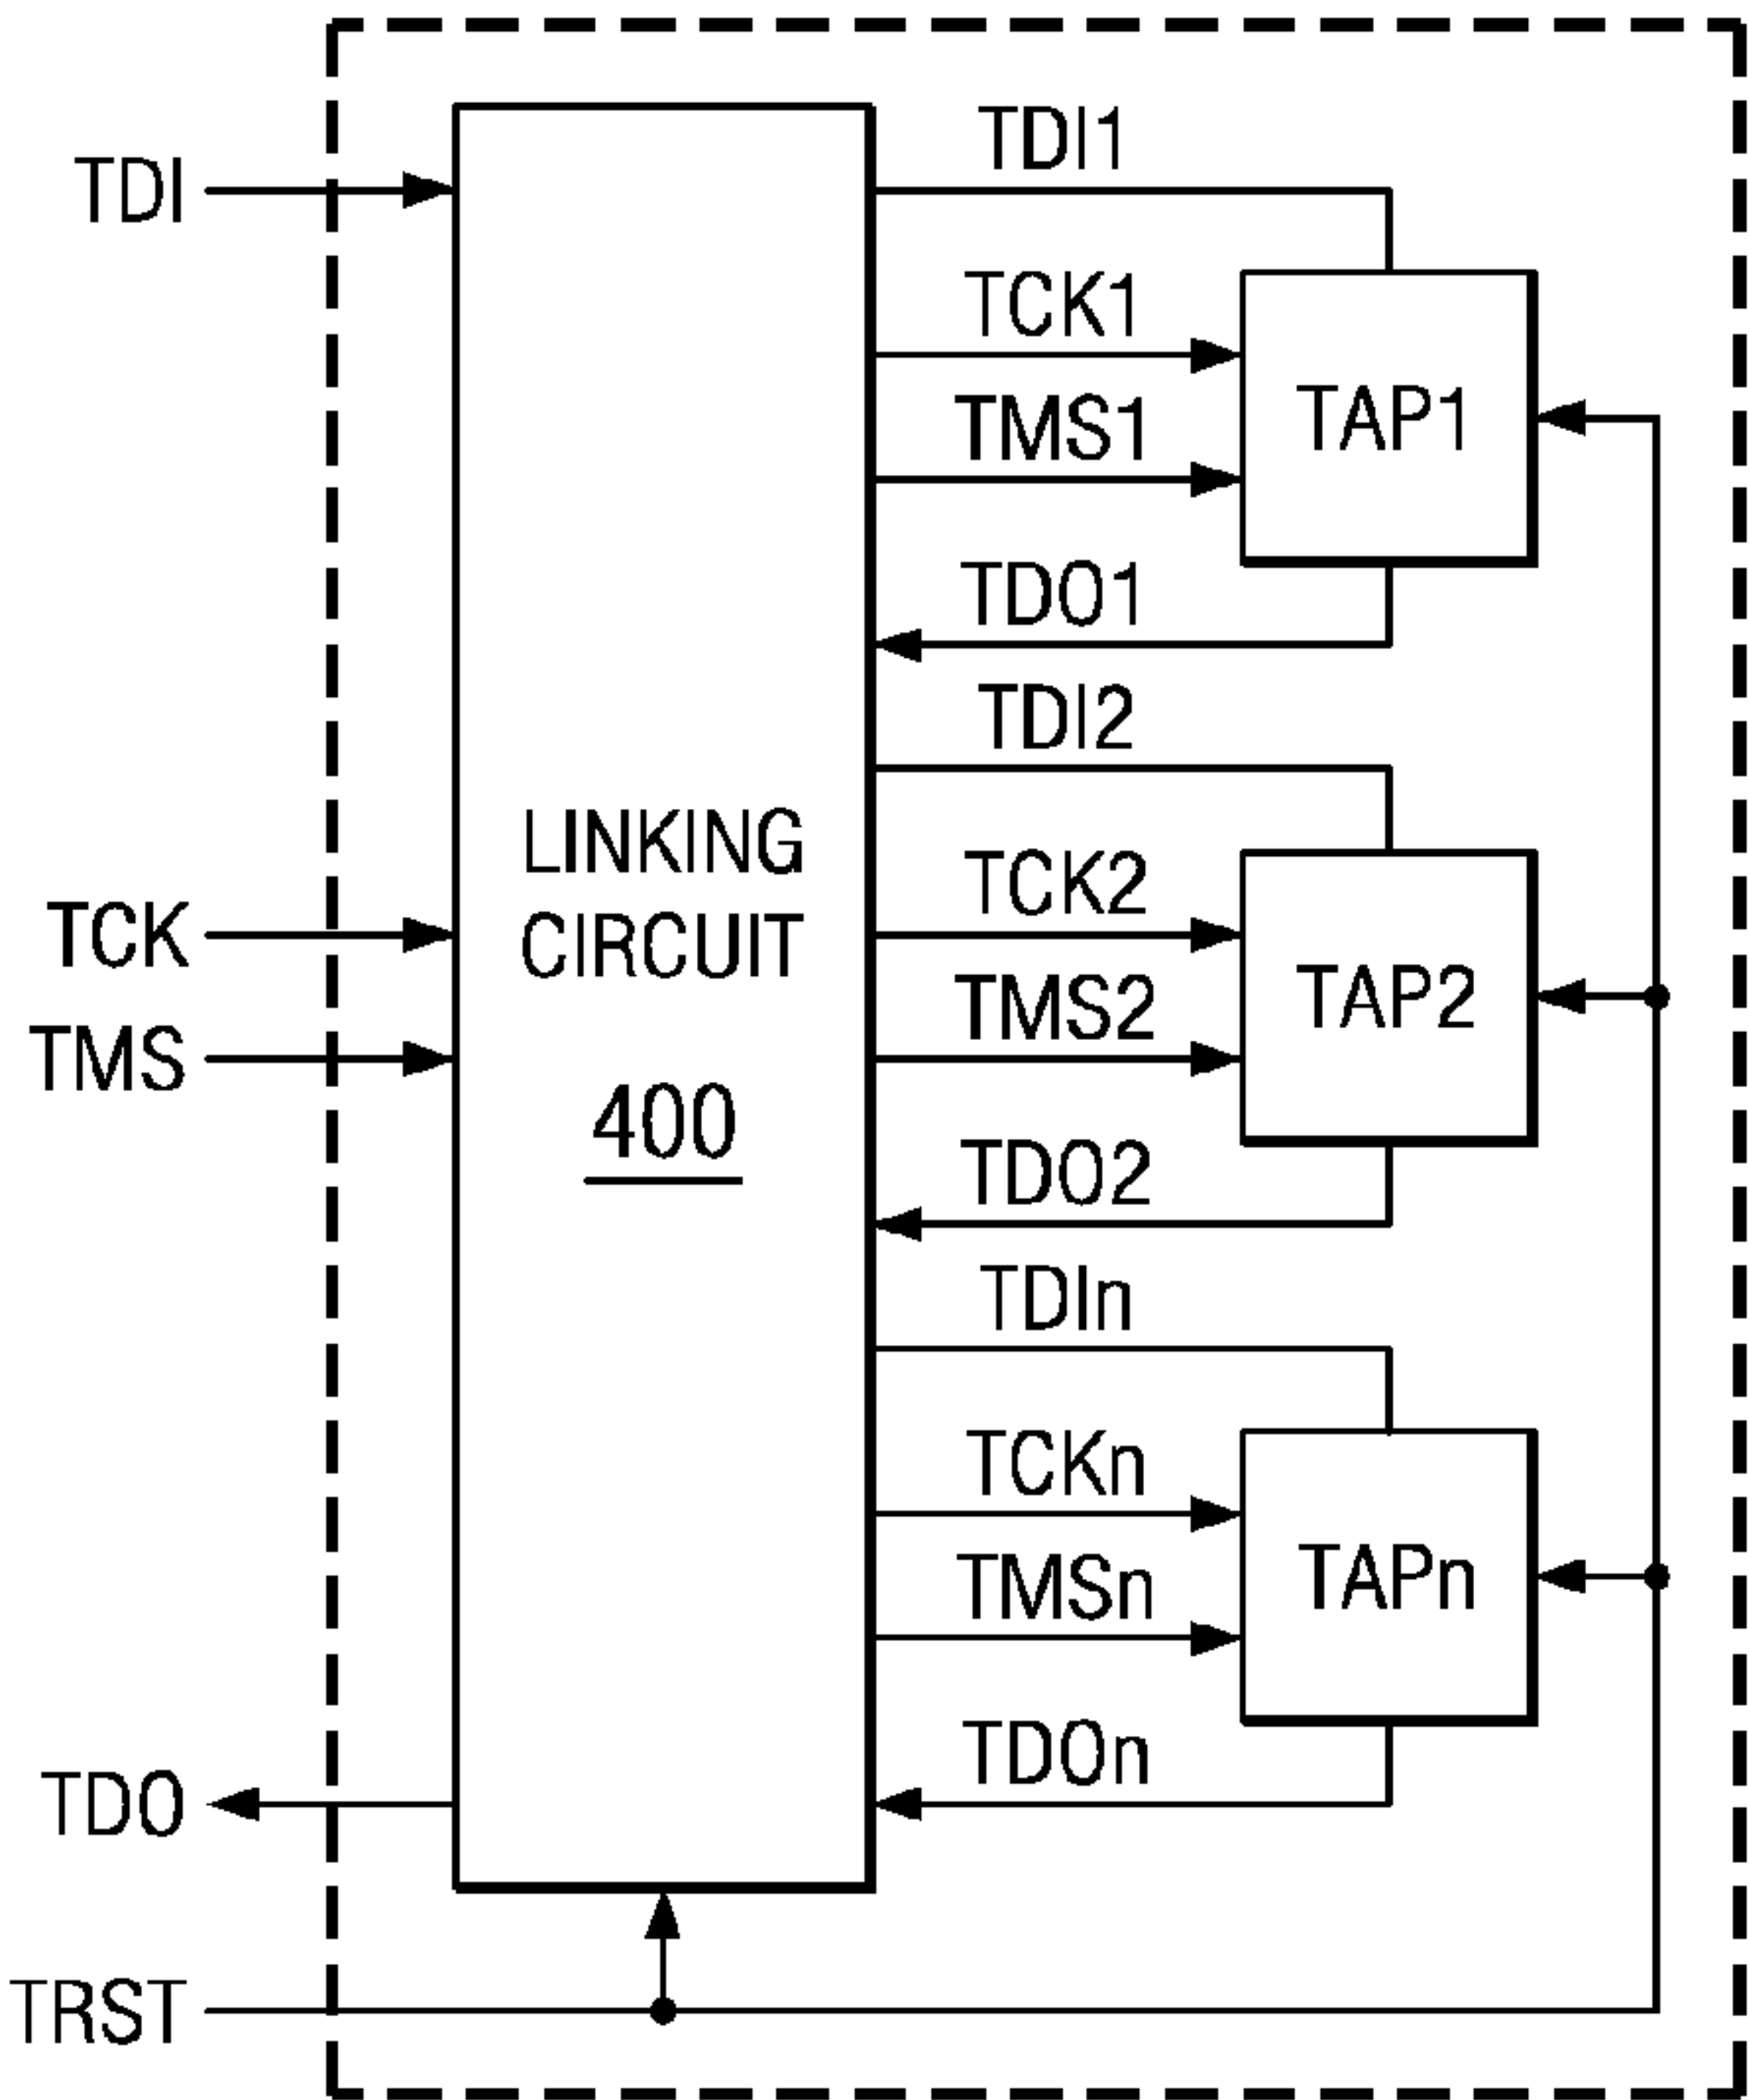 TDI
TCK
TMS
TDO
TRST
LINKING
CIRCUIT
400
TDI1
TCK1
TMS1
TDO1
TAP1
TDI2
TCK2
TMS2
TDO2
TAP2
TDIn
TCKn
TMSn
TDOn
TAPn